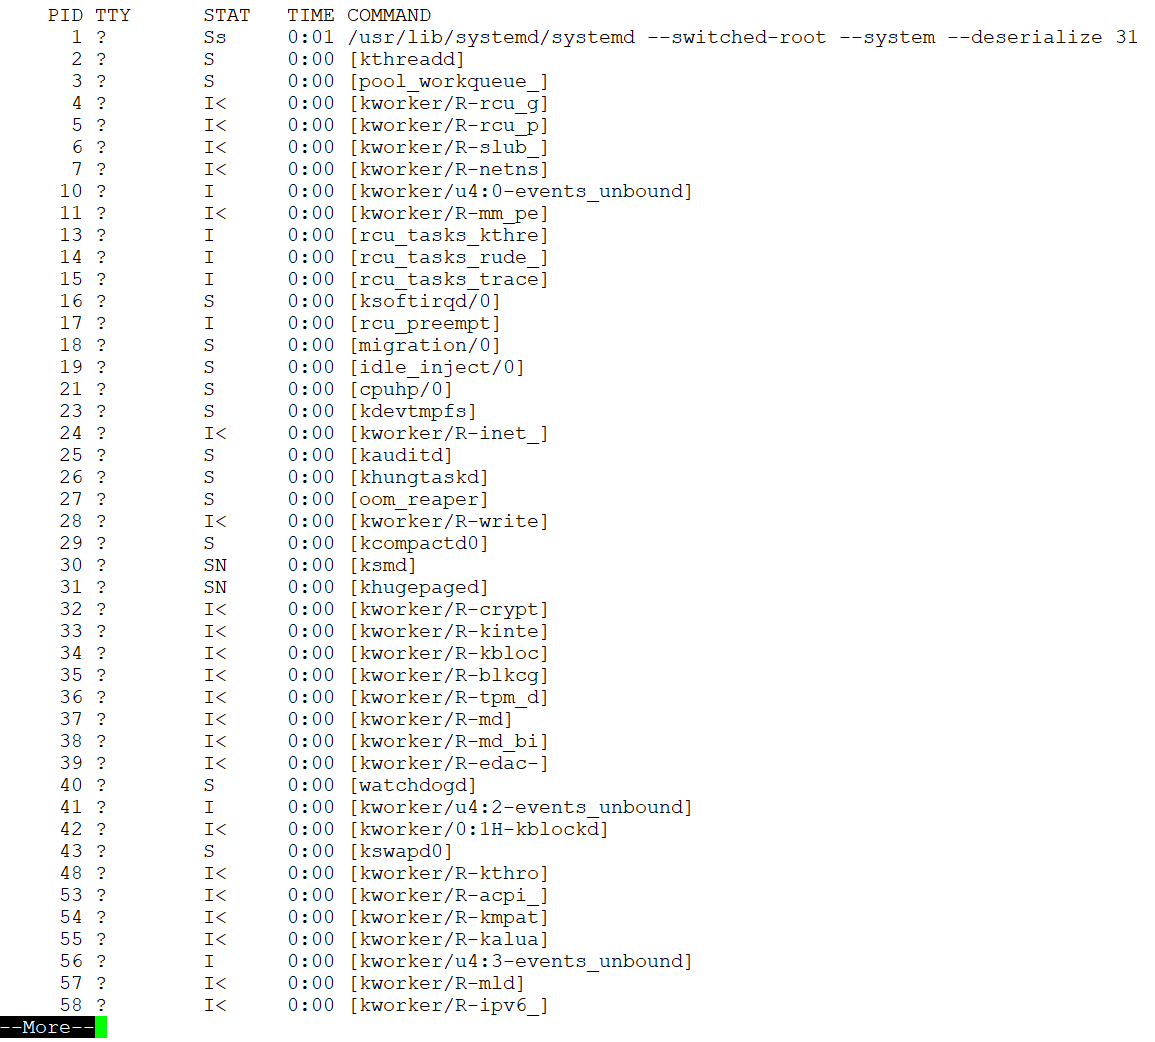 PID TTY STAT TIME COMMAND
1 ? Ss 0:01 /usr/lib/systemd/systemd --switched-root --system --deserialize 31
2 ? S 0:00 [kthreadd]
3 ? S 0:00 [pool_workqueue_]
4 ? I< 0:00 [kworker/R-rcu_g]
5 ? I< 0:00 [kworker/R-rcu_p]
6 ? I< 0:00 [kworker/R-slub_]
7 ? I< 0:00 [kworker/R-netns]
10 ? I 0:00 [kworker/u4:0-events_unbound]
11 ? I< 0:00 [kworker/R-mm_pe]
13 ? I 0:00 [rcu_tasks_kthre]
14 ? I 0:00 [rcu_tasks_rude_]
15 ? I 0:00 [rcu_tasks_trace]
16 ? S 0:00 [ksoftirqd/0]
17 ? I 0:00 [rcu_preempt]
18 ? S 0:00 [migration/0]
19 ? S 0:00 [idle_inject/0]
21 ? S 0:00 [cpuhp/0]
23 ? S 0:00 [kdevtmpfs]
24 ? I< 0:00 [kworker/R-inet_]
25 ? S 0:00 [kauditd]
26 ? S 0:00 [khungtaskd]
27 ? S 0:00 [oom_reaper]
28 ? I< 0:00 [kworker/R-write]
29 ? S 0:00 [kcompactd0]
30 ? SN 0:00 [ksmd]
31 ? SN 0:00 [khugepaged]
32 ? I< 0:00 [kworker/R-crypt]
33 ? I< 0:00 [kworker/R-kinte]
34 ? I< 0:00 [kworker/R-kbloc]
35 ? I< 0:00 [kworker/R-blkcg]
36 ? I< 0:00 [kworker/R-tpm_d]
37 ? I< 0:00 [kworker/R-md]
38 ? I< 0:00 [kworker/R-md_bi]
39 ? I< 0:00 [kworker/R-edac-]
40 ? S 0:00 [watchdogd]
41 ? I 0:00 [kworker/u4:2-events_unbound]
42 ? I< 0:00 [kworker/0:1H-kblockd]
43 ? S 0:00 [kswapd0]
48 ? I< 0:00 [kworker/R-kthro]
53 ? I< 0:00 [kworker/R-acpi_]
54 ? I< 0:00 [kworker/R-kmpat]
55 ? I< 0:00 [kworker/R-kalua]
56 ? I 0:00 [kworker/u4:3-events_unbound]
57 ? I< 0:00 [kworker/R-mld]
58 ? I< 0:00 [kworker/R-ipv6_]
--More--